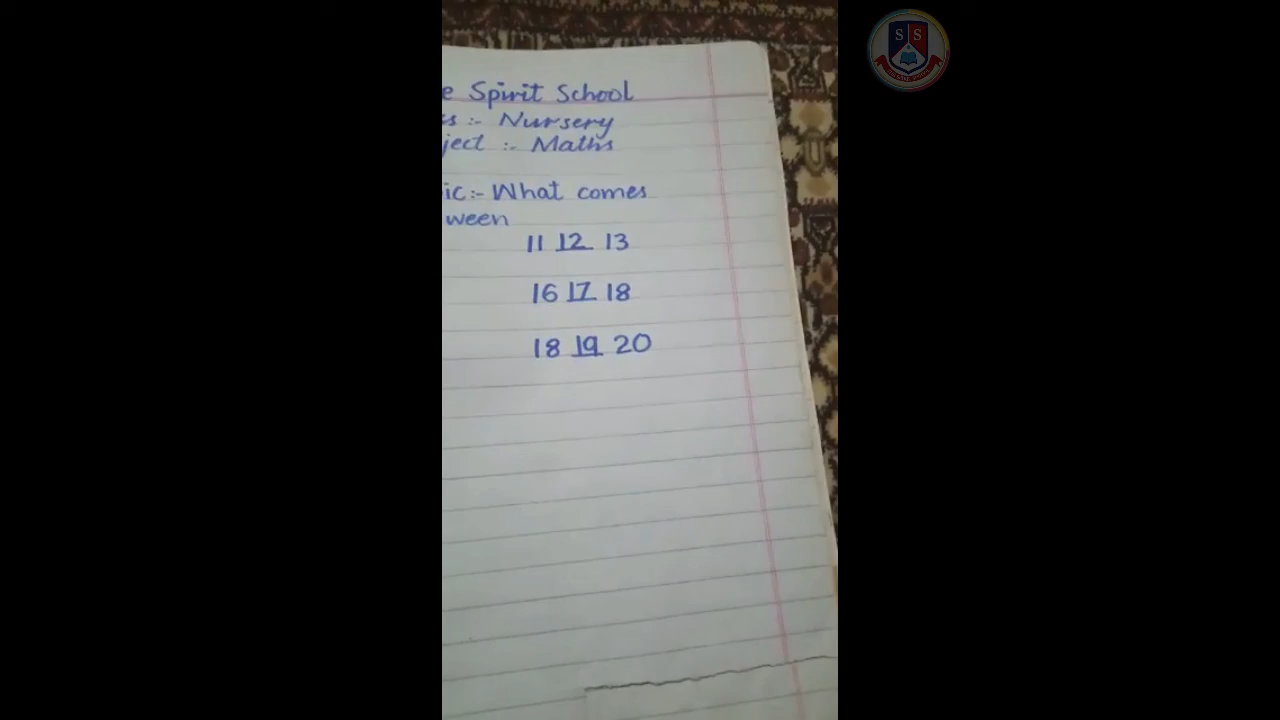 e Spirit School
s :- Nursery
ject :- Maths
ic :- What comes
ween
11 12 13
16 17 18
18 19 20
S S